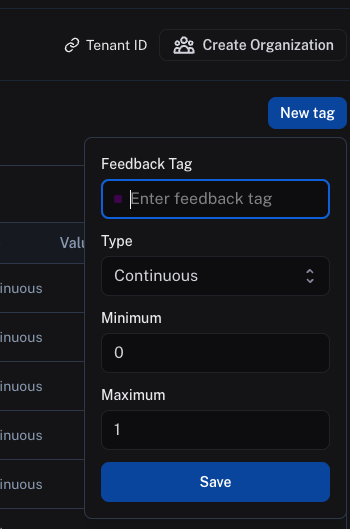 Tenant ID
Create Organization
New tag
Feedback Tag
Enter feedback tag
Type
Continuous
Minimum
0
Maximum
1
Save
Valu
inuous
inuous
inuous
inuous
inuous